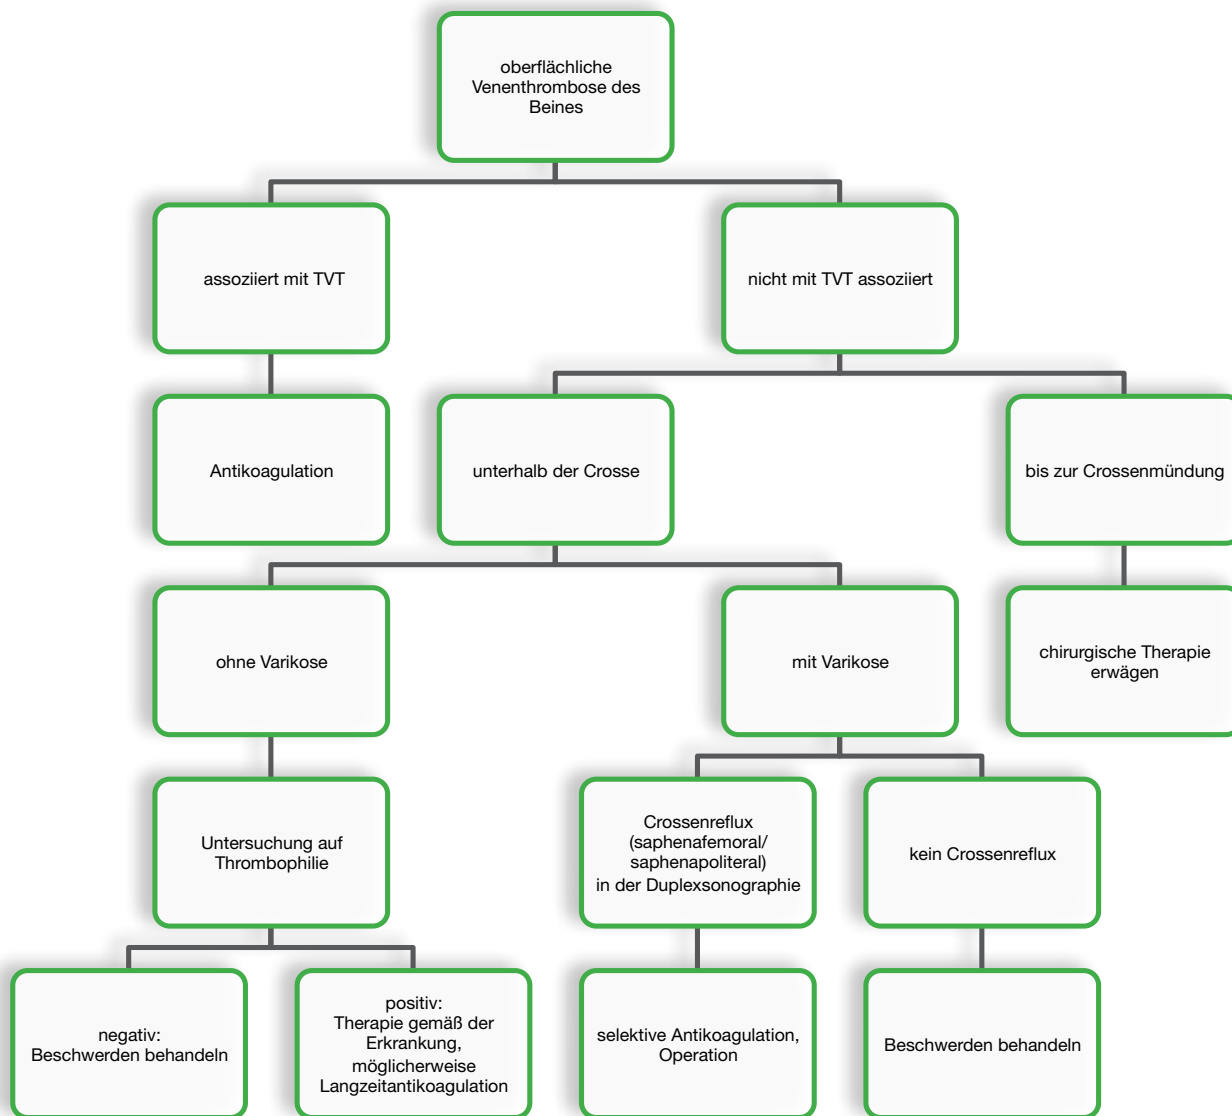 oberflächliche
Venenthrombose des
Beines
assoziiert mit TVT
nicht mit TVT assoziiert
Antikoagulation
unterhalb der Crosse
bis zur Crossenmündung
ohne Varikose
mit Varikose
chirurgische Therapie
erwägen
Untersuchung auf
Thrombophilie
Crossenreflux
(saphenafemoral/
saphenapoliteral)
in der Duplexsonographie
kein Crossenreflux
negativ:
Beschwerden behandeln
positiv:
Therapie gemäß der
Erkrankung,
möglicherweise
Langzeitantikoagulation
selektive Antikoagulation,
Operation
Beschwerden behandeln